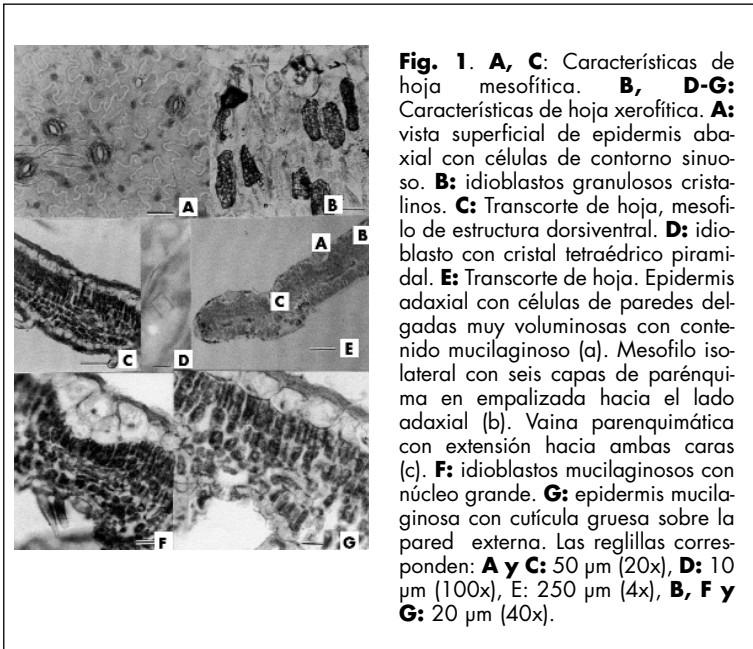 A
B
A
B
C
C
D
E
F
G
Fig. 1. A, C: Características de
hoja mesofítica. B, D-G:
Características de hoja xerofítica. A:
vista superficial de epidermis aba-
xial con células de contorno sinuo-
so. B: idioblastos granulosos crista-
linos. C: Transcorte de hoja, mesofi-
lo de estructura dorsiventral. D: idio-
blasto con cristal tetraédrico pirami-
dal. E: Transcorte de hoja. Epidermis
adaxial con células de paredes del-
gadas muy voluminosas con conte-
nido mucilaginoso (a). Mesofilo iso-
lateral con seis capas de parénqui-
ma en empalizada hacia el lado
adaxial (b). Vaina parenquimática
con extensión hacia ambas caras
(c). F: idioblastos mucilaginosos con
núcleo grande. G: epidermis mucila-
ginosa con cutícula gruesa sobre la
pared externa. Las reglillas corres-
ponden: A y C: 50 µm (20x), D: 10
µm (100x), E: 250 µm (4x), B, F y
G: 20 µm (40x).